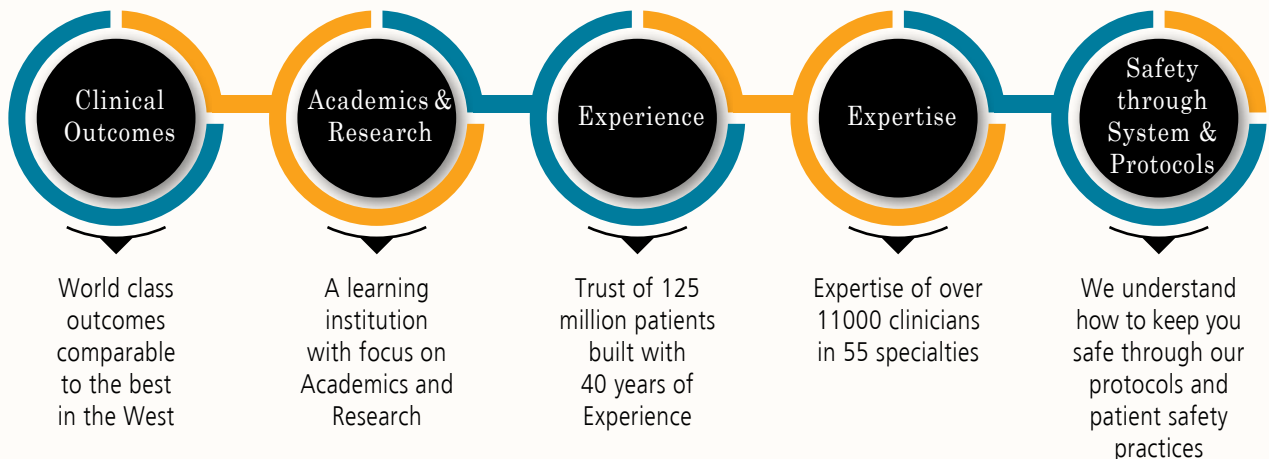 Clinical
Outcomes
Academics &
Research
Experience
Expertise
Safety
through
System &
Protocols
World class
outcomes
comparable
to the best
in the West
A learning
institution
with focus on
Academics and
Research
Trust of 125
million patients
built with
40 years of
Experience
Expertise of over
11000 clinicians
in 55 specialties
We understand
how to keep you
safe through our
protocols and
patient safety
practices